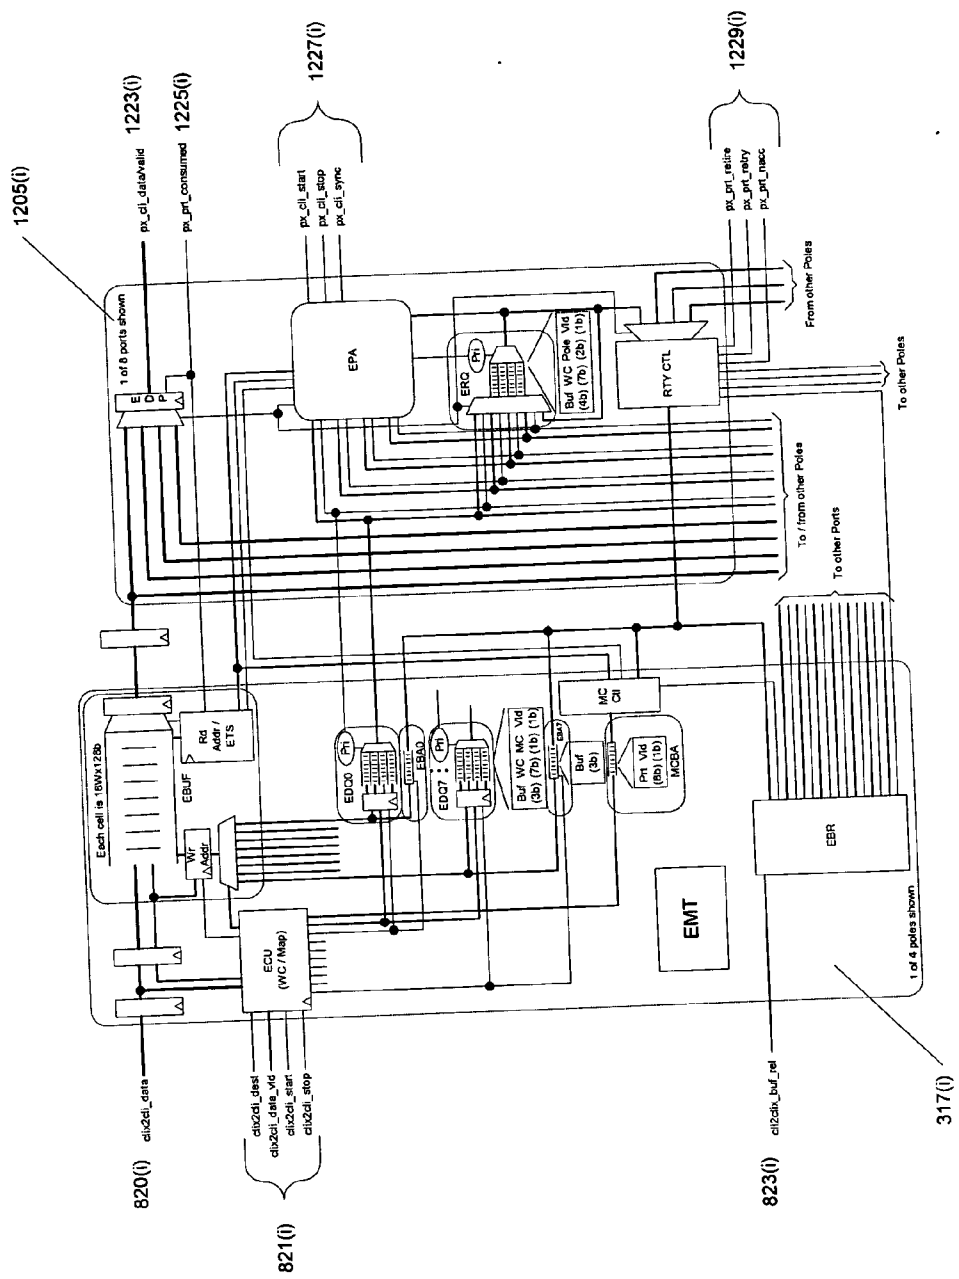 1205(i)
px_cli_data/valid 1223(i)
px_prt_consumed 1225(i)
1227(i)
px_cli_start
px_cli_stop
px_cli_sync
1229(i)
px_prt_retire
px_prt_retry
px_prt_nacc
1 of 8 ports shown
E
D
P
EPA
ERQ
Pri
Buf WC Pole Vld
(4b) (7b) (2b) (1b)
RTY CTL
From other Poles
To other Poles
To / from other Poles
To other Ports
Each cell is 16Wx128b
EBUF
Rd
Addr /
ETS
Wr
Addr
ECU
(WC / Map)
EDQ0
Pri
EBA0
EDQ7
:
Pri
Buf WC MC Vld
(3b) (7b) (1b) (1b)
EBA7
Buf
(3b)
MC
Ctl
Prt Vld
(8b) (1b)
MCBA
EMT
EBR
1 of 4 poles shown
820(i) clix2cli_data
clix2cli_dest
clix2cli_data_vld
clix2cli_start
clix2cli_stop
821(i)
823(i) cli2clix_buf_rel
317(i)